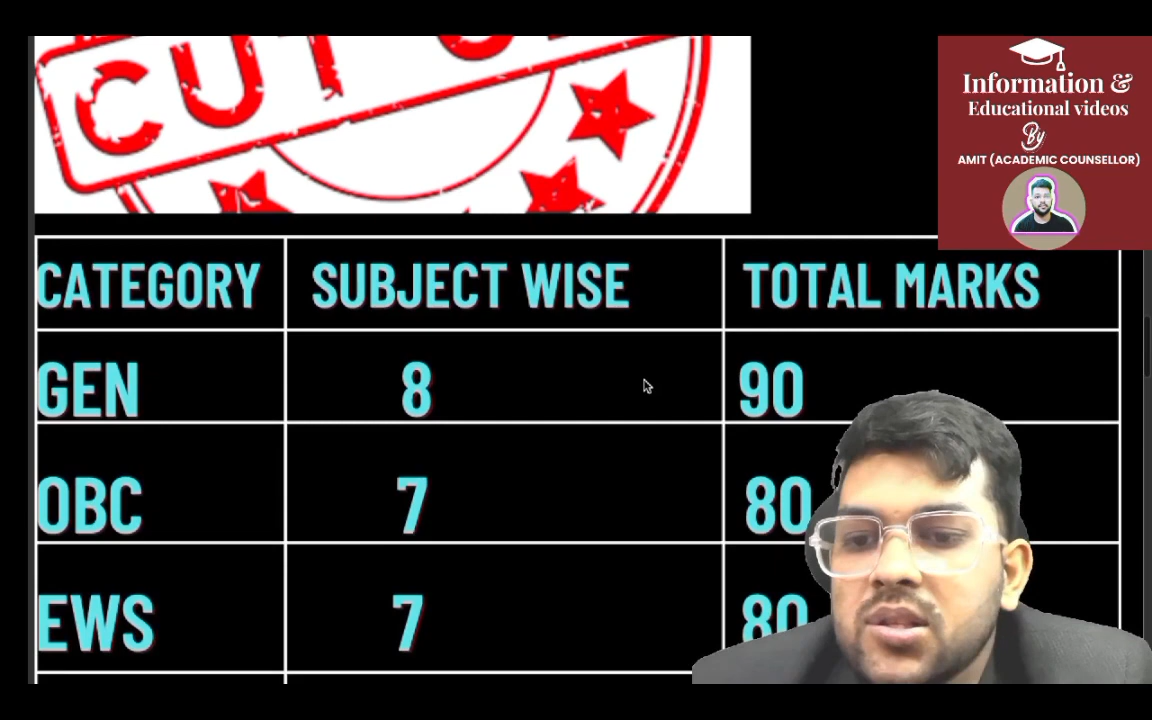 CUT
Information &
Educational videos
By
AMIT (ACADEMIC COUNSELLOR)
CATEGORY SUBJECT WISE TOTAL MARKS
GEN 8 90
OBC 7 80
EWS 7 80